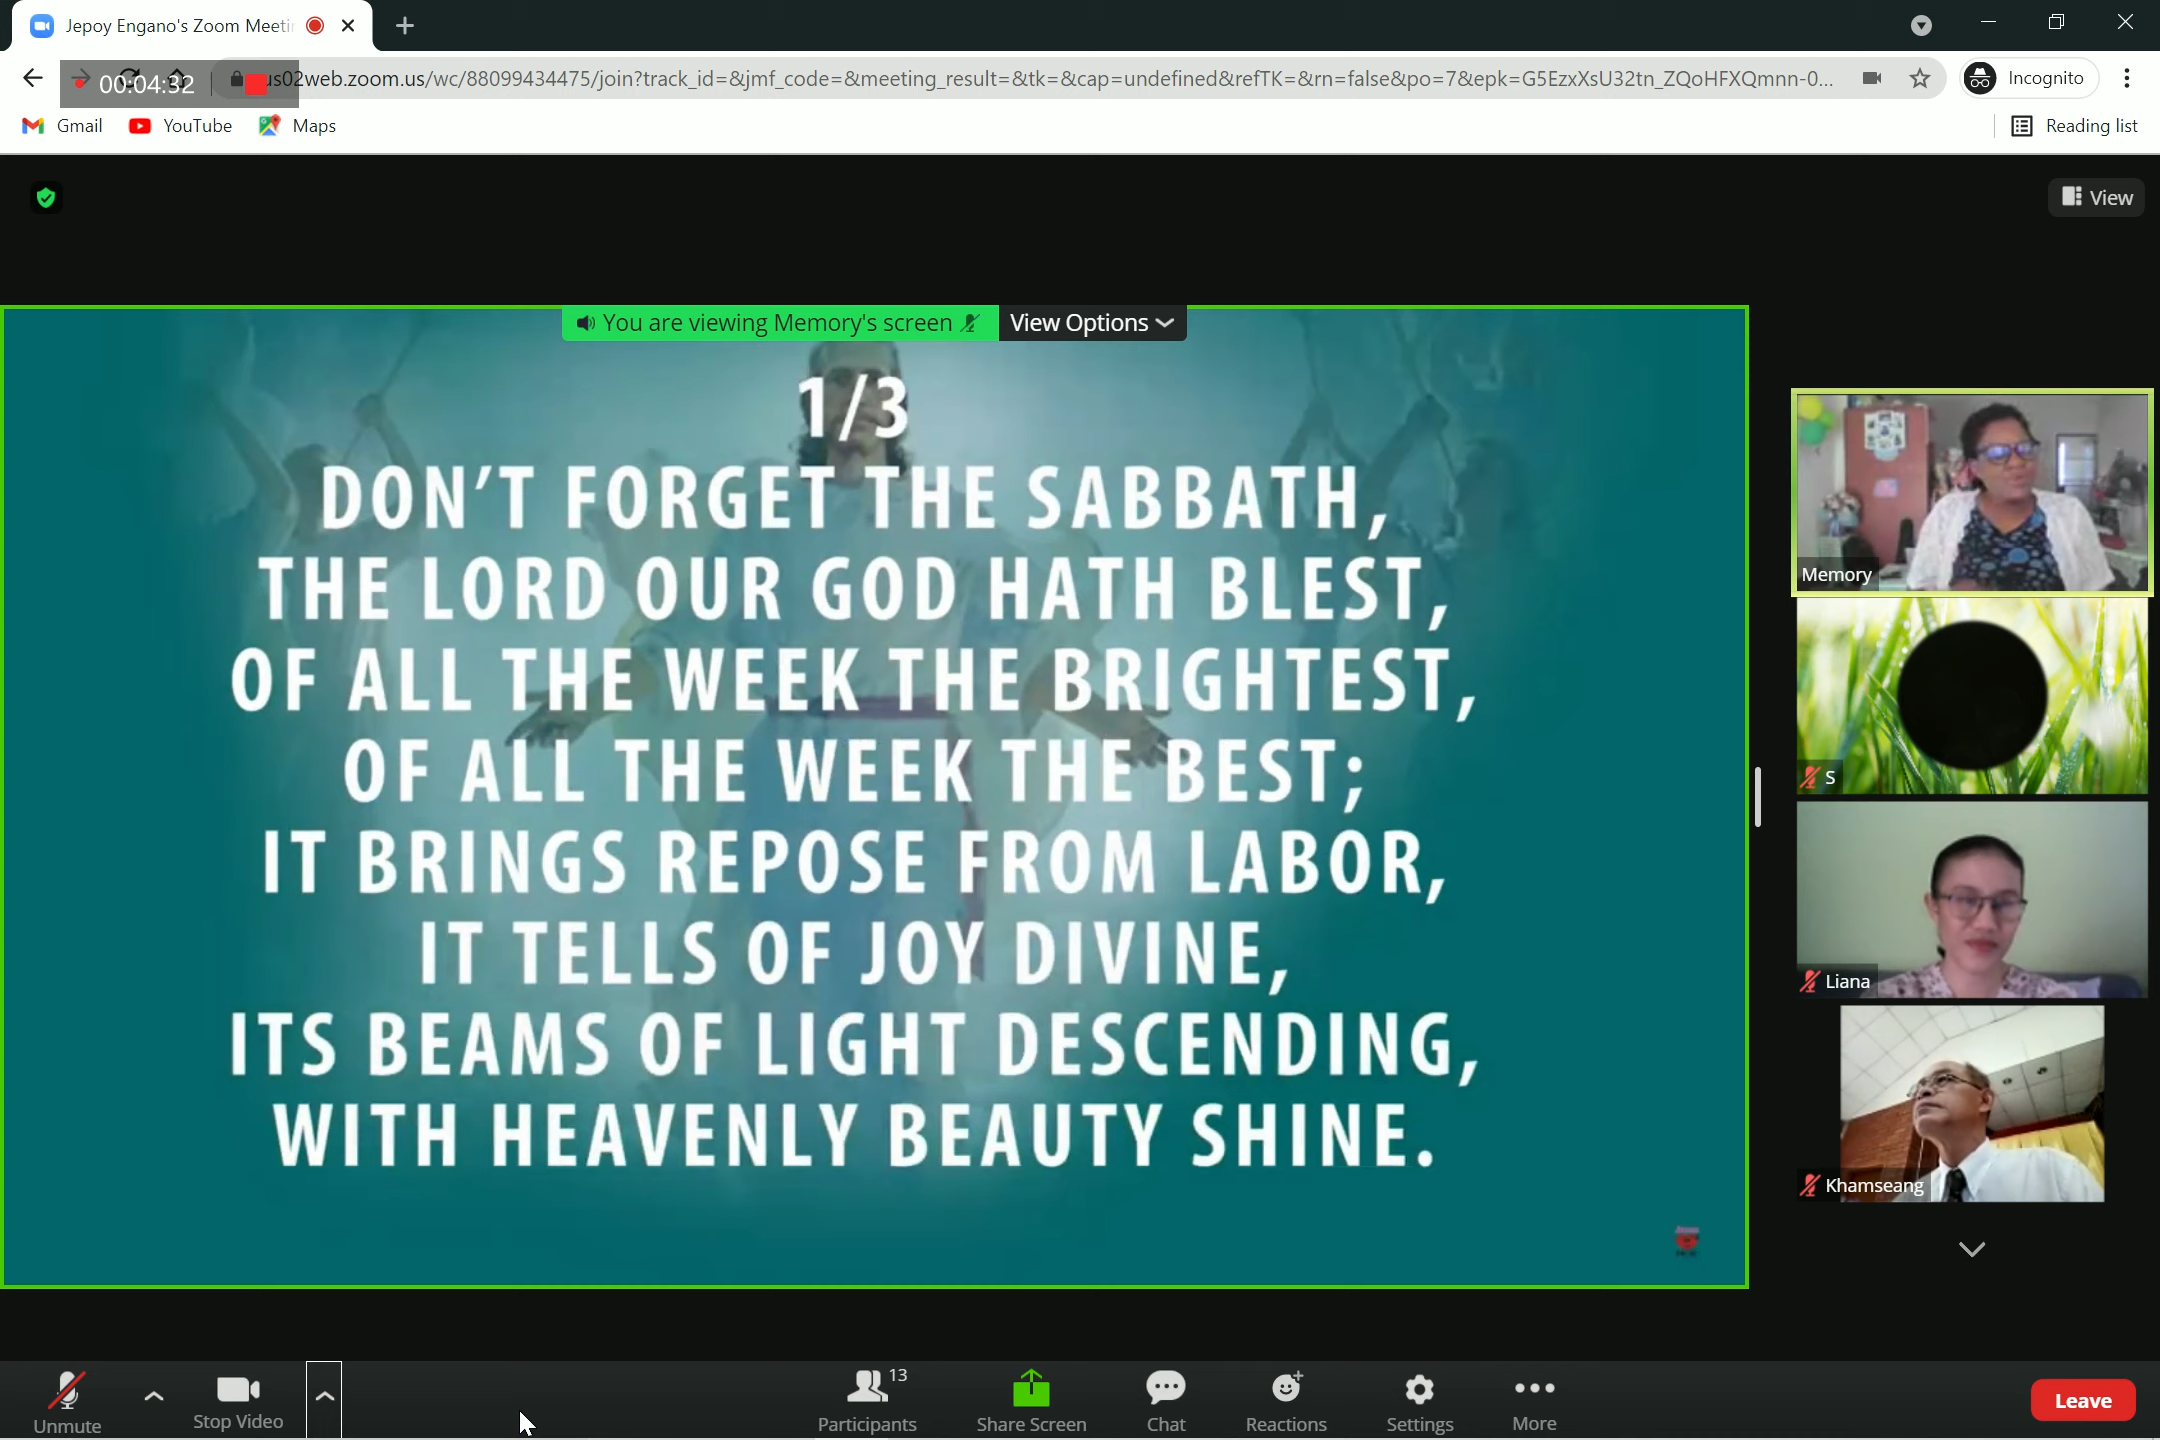 Jepoy Engano's Zoom Meeti
00:04:32
us02web.zoom.us/wc/88099434475/join?track_id=&jmf_code=&meeting_result=&tk=&cap=undefined&refTK=&rn=false&po=7&epk=G5EzxXsU32tn_ZQoHFXQmnn-0...
Incognito
Gmail
YouTube
Maps
Reading list
View
You are viewing Memory's screen
View Options
1/3
DON'T FORGET THE SABBATH,
THE LORD OUR GOD HATH BLEST,
OF ALL THE WEEK THE BRIGHTEST,
OF ALL THE WEEK THE BEST;
IT BRINGS REPOSE FROM LABOR,
IT TELLS OF JOY DIVINE,
ITS BEAMS OF LIGHT DESCENDING,
WITH HEAVENLY BEAUTY SHINE.
Memory
S
Liana
Khamseang
Unmute
Stop Video
13
Participants
Share Screen
Chat
Reactions
Settings
More
Leave